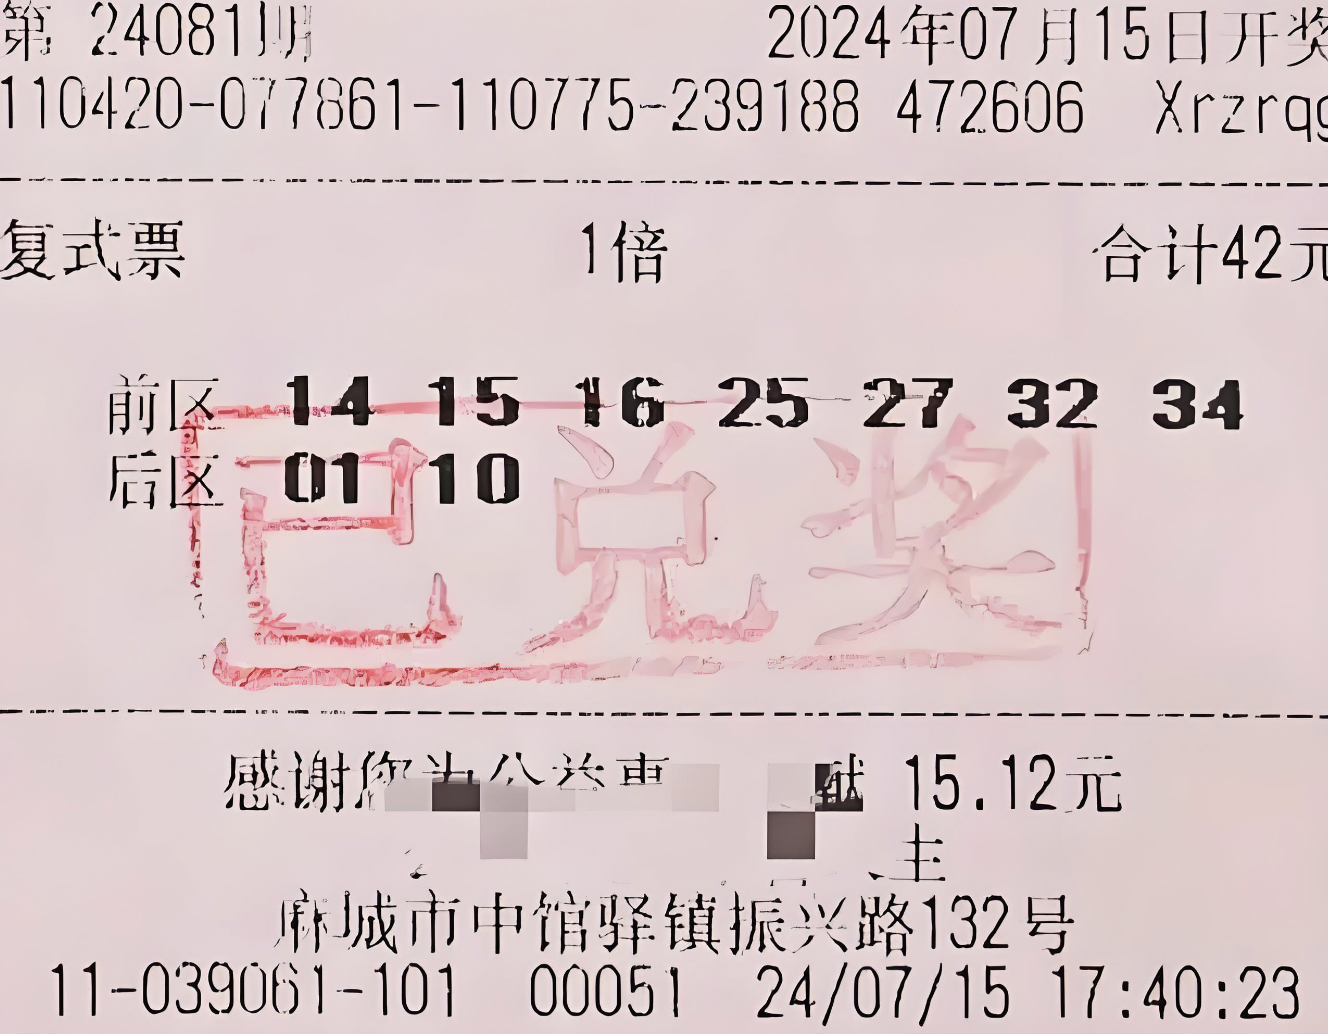 第 24081期 2024年07月15日开奖
110420-077861-110775-239188 472606 Xrzrqg
复式票 1倍 合计42元
前区 14 15 16 25 27 32 34
后区 01 10
已兑奖
感谢您为公益事 献 15.12元
主
麻城市中馆驿镇振兴路132号
11-039061-101 00051 24/07/15 17:40:23